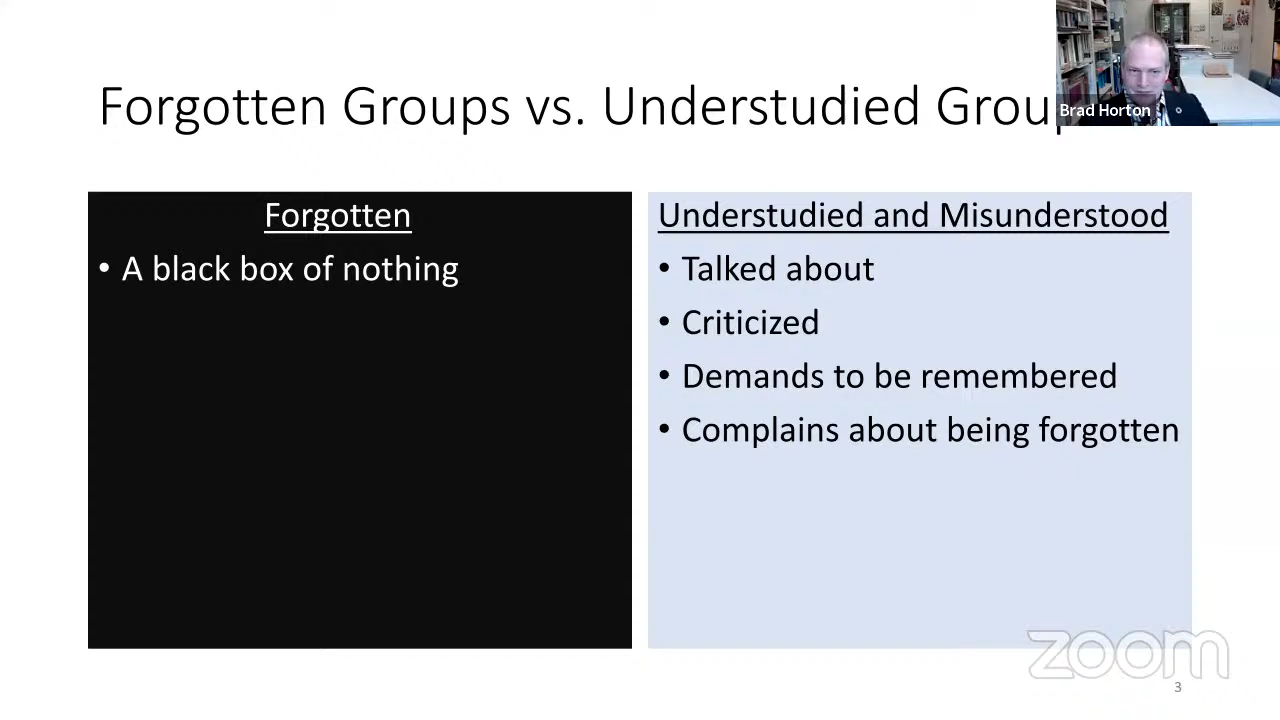 Forgotten Groups vs. Understudied Group
Brad Horton
Forgotten
• A black box of nothing
Understudied and Misunderstood
• Talked about
• Criticized
• Demands to be remembered
• Complains about being forgotten
zoom
3